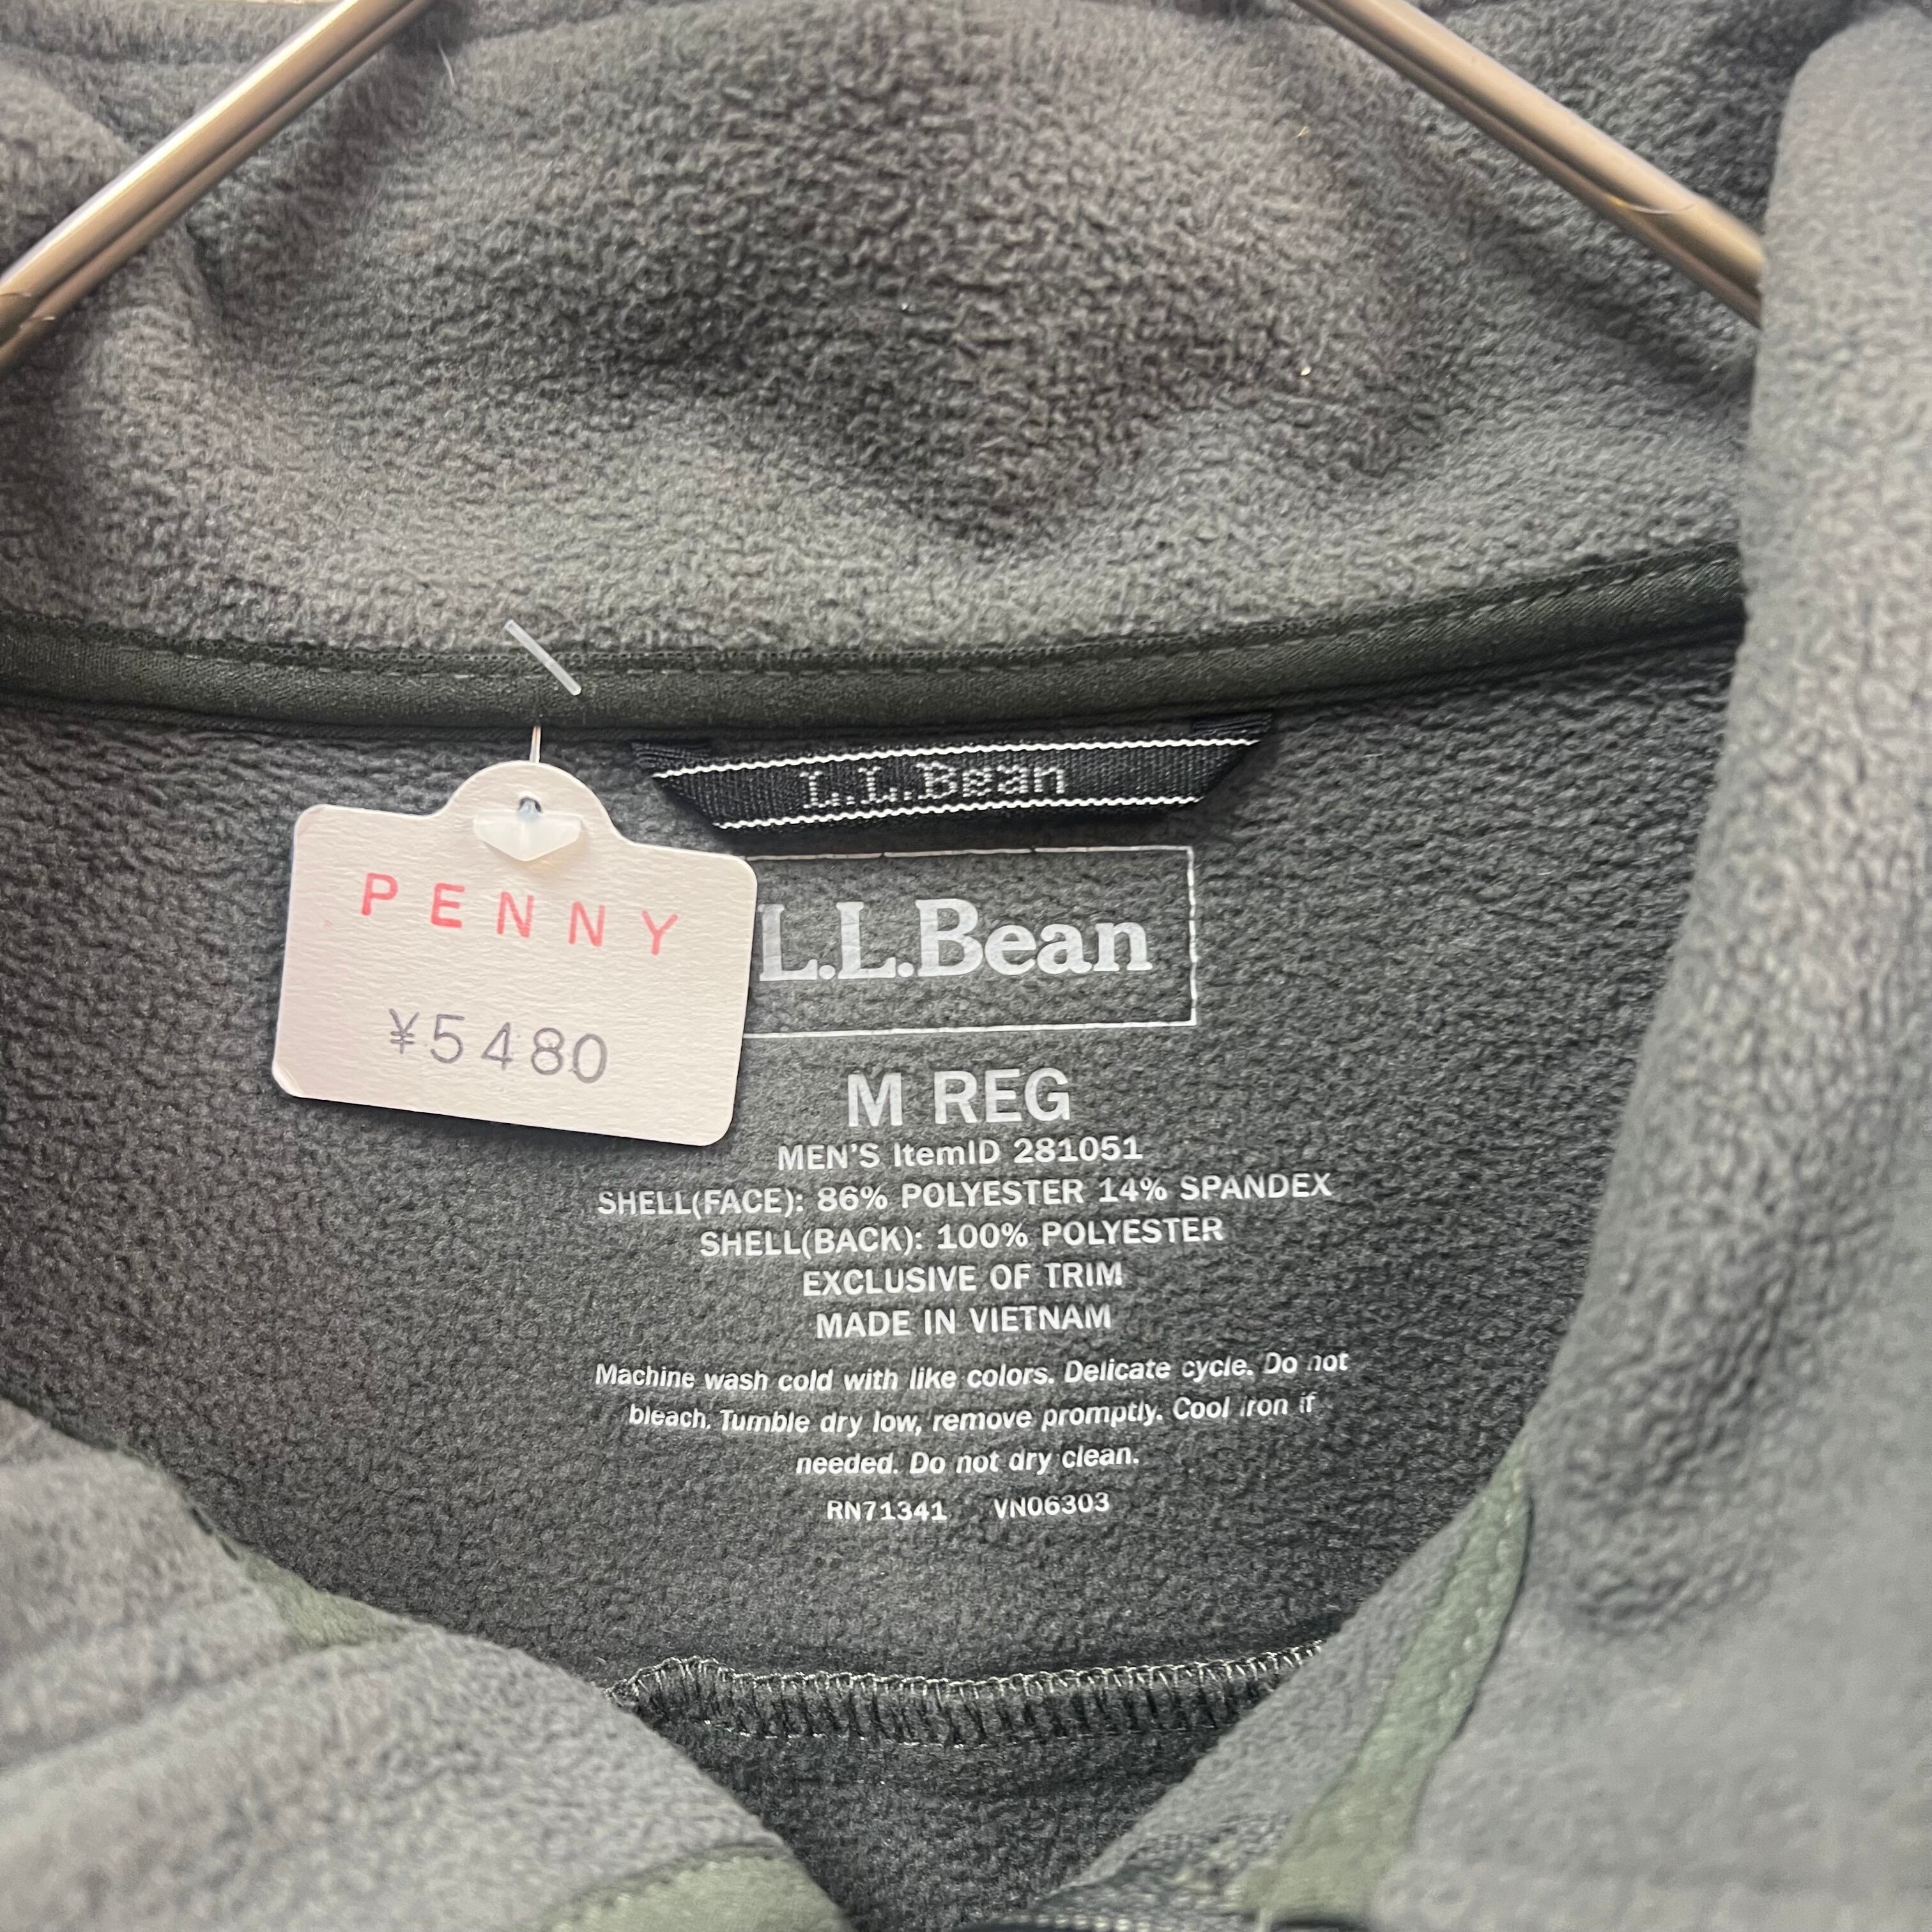 L.L.Bean
PENNY
¥5480
L.L.Bean
M REG
MEN'S ItemID 281051
SHELL(FACE): 86% POLYESTER 14% SPANDEX
SHELL(BACK): 100% POLYESTER
EXCLUSIVE OF TRIM
MADE IN VIETNAM
Machine wash cold with like colors. Delicate cycle. Do not
bleach. Tumble dry low, remove promptly. Cool iron if
needed. Do not dry clean.
RN71341 VN06303